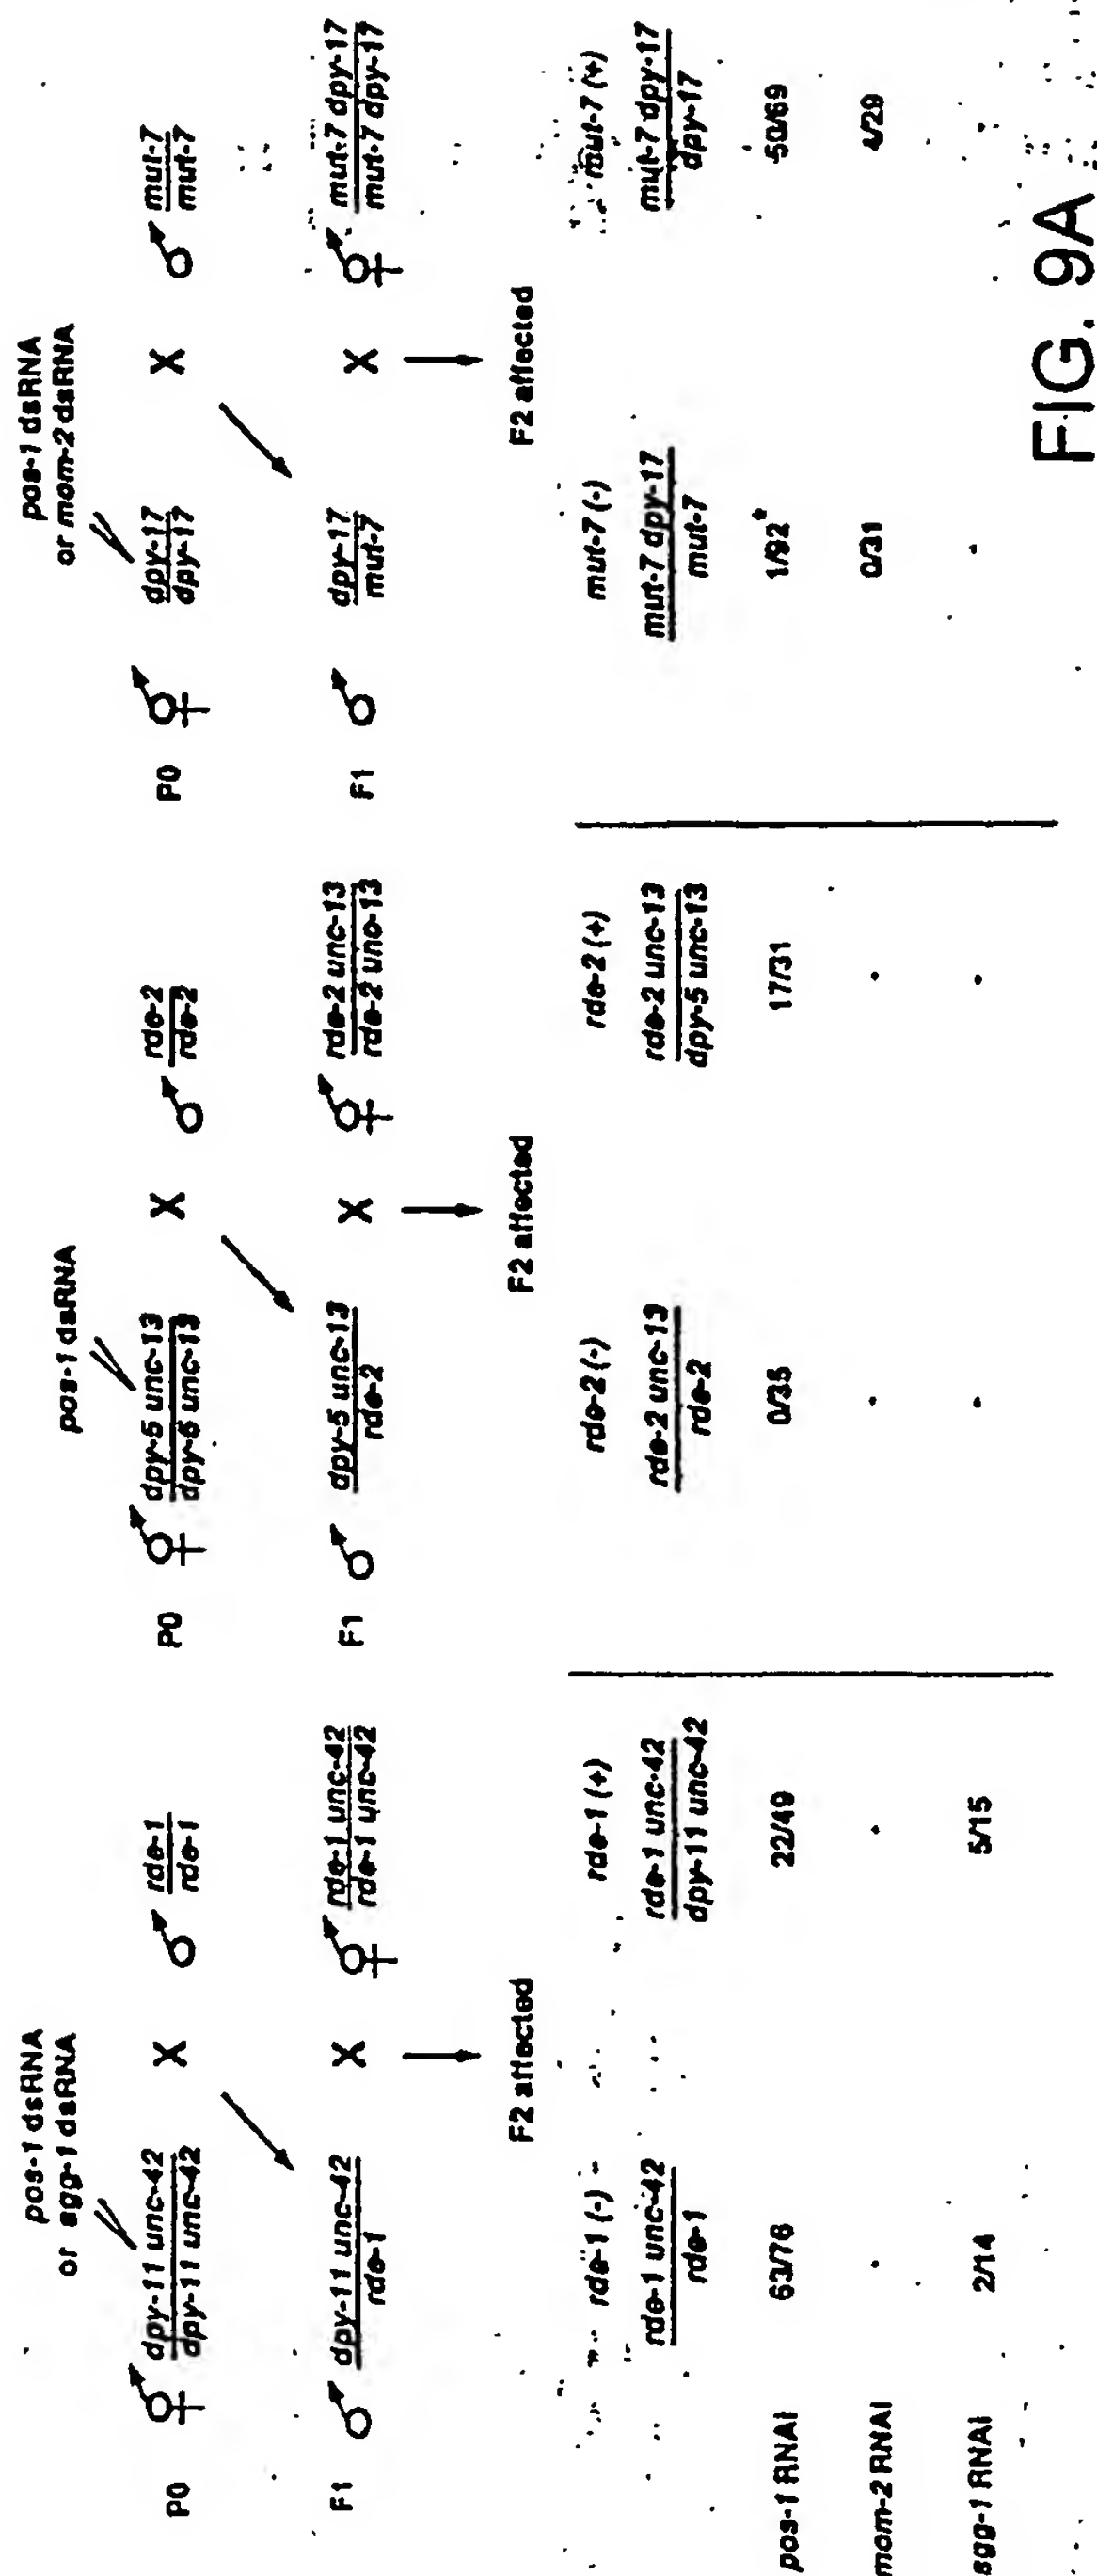 pos-1 dsRNA
or sgg-1 dsRNA
P0
dpy-11 unc-42
dpy-11 unc-42
X
rde-1
rde-1
F1
dpy-11 unc-42
rde-1
X
rde-1 unc-42
rde-1 unc-42
F2 affected
pos-1 dsRNA
P0
dpy-5 unc-13
dpy-5 unc-13
X
rde-2
rde-2
F1
dpy-5 unc-13
rde-2
X
rde-2 unc-13
rde-2 unc-13
F2 affected
pos-1 dsRNA
or mom-2 dsRNA
P0
dpy-17
dpy-17
X
mut-7
mut-7
F1
dpy-17
mut-7
X
mut-7 dpy-17
mut-7 dpy-17
F2 affected
rde-1 (-)
rde-1 (+)
rde-2 (-)
rde-2 (+)
mut-7 (-)
mut-7 (+)
rde-1 unc-42
rde-1
rde-1 unc-42
dpy-11 unc-42
rde-2 unc-13
rde-2
rde-2 unc-13
dpy-5 unc-13
mut-7 dpy-17
mut-7
mut-7 dpy-17
dpy-17
pos-1 RNAi 63/76 22/49 0/35 17/31 1/92* 50/69
mom-2 RNAi - - - - 0/31 4/29
sgg-1 RNAi 2/14 5/15 - - -
FIG. 9A